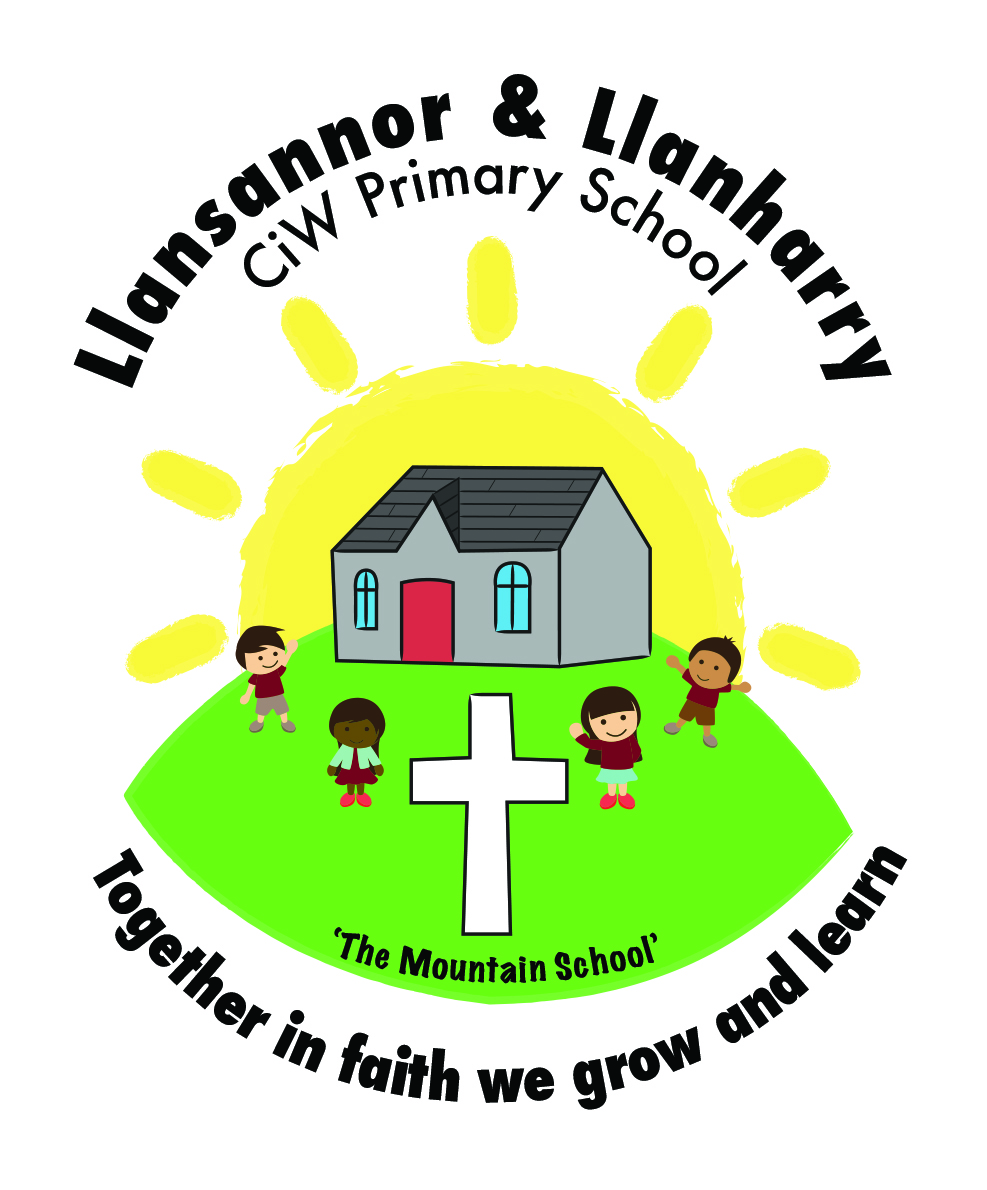 Llansannor & Llanharry
CiW Primary School
‘The Mountain School’
Together in faith we grow and learn